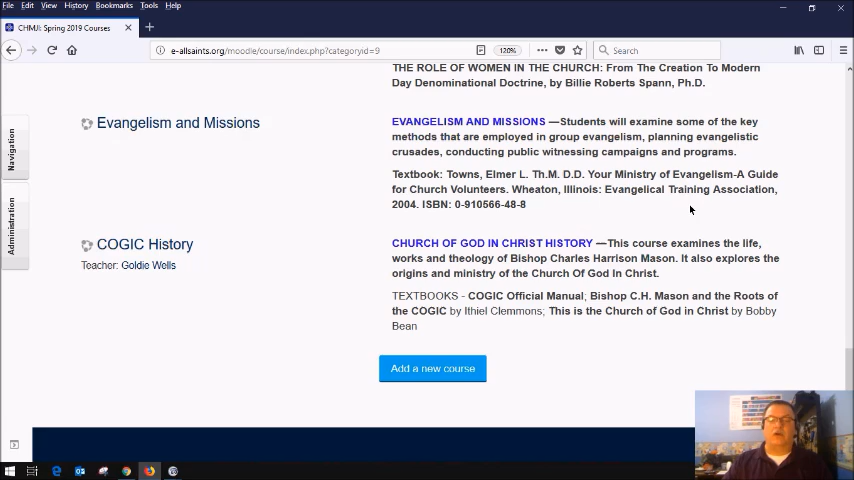 File Edit View History Bookmarks Tools Help
CHMJI: Spring 2019 Courses
e-allsaints.org/moodle/course/index.php?categoryid=9
120%
Search
THE ROLE OF WOMEN IN THE CHURCH: From The Creation To Modern
Day Denominational Doctrine, by Billie Roberts Spann, Ph.D.
Navigation
Administration
Evangelism and Missions
EVANGELISM AND MISSIONS —Students will examine some of the key
methods that are employed in group evangelism, planning evangelistic
crusades, conducting public witnessing campaigns and programs.
Textbook: Towns, Elmer L. Th.M. D.D. Your Ministry of Evangelism-A Guide
for Church Volunteers. Wheaton, Illinois: Evangelical Training Association,
2004. ISBN: 0-910566-48-8
COGIC History
Teacher: Goldie Wells
CHURCH OF GOD IN CHRIST HISTORY —This course examines the life,
works and theology of Bishop Charles Harrison Mason. It also explores the
origins and ministry of the Church Of God In Christ.
TEXTBOOKS - COGIC Official Manual; Bishop C.H. Mason and the Roots of
the COGIC by Ithiel Clemmons; This is the Church of God in Christ by Bobby
Bean
Add a new course